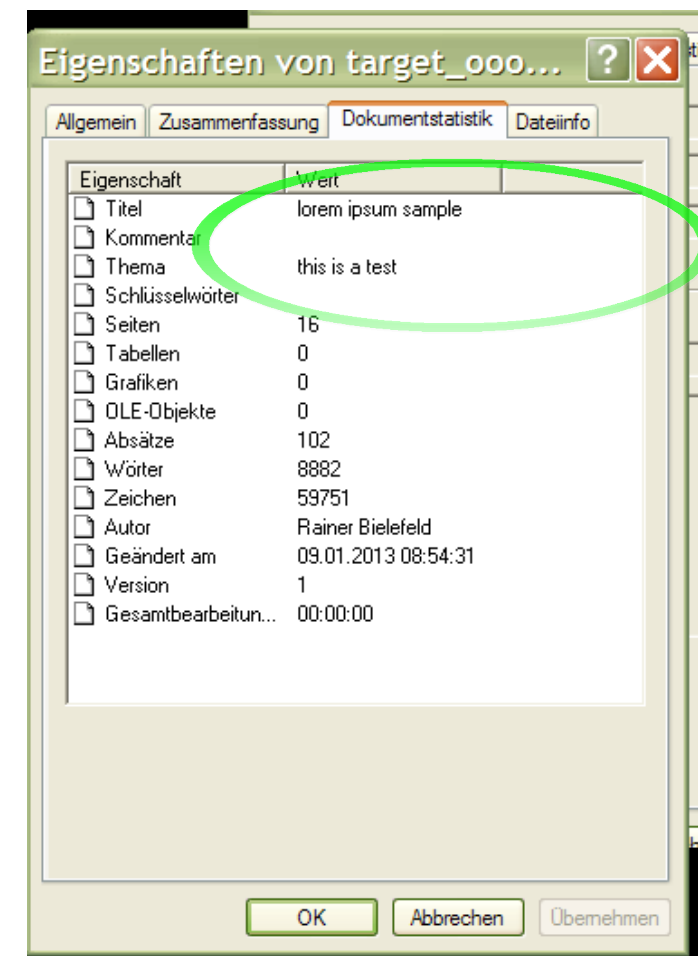 Eigenschaften von target_ooo...
Allgemein Zusammenfassung Dokumentstatistik Dateiinfo
Eigenschaft Wert
Titel lorem ipsum sample
Kommentar
Thema this is a test
Schlüsselwörter
Seiten 16
Tabellen 0
Grafiken 0
OLE-Objekte 0
Absätze 102
Wörter 8882
Zeichen 59751
Autor Rainer Bielefeld
Geändert am 09.01.2013 08:54:31
Version 1
Gesamtbearbeitun... 00:00:00
OK Abbrechen Übernehmen